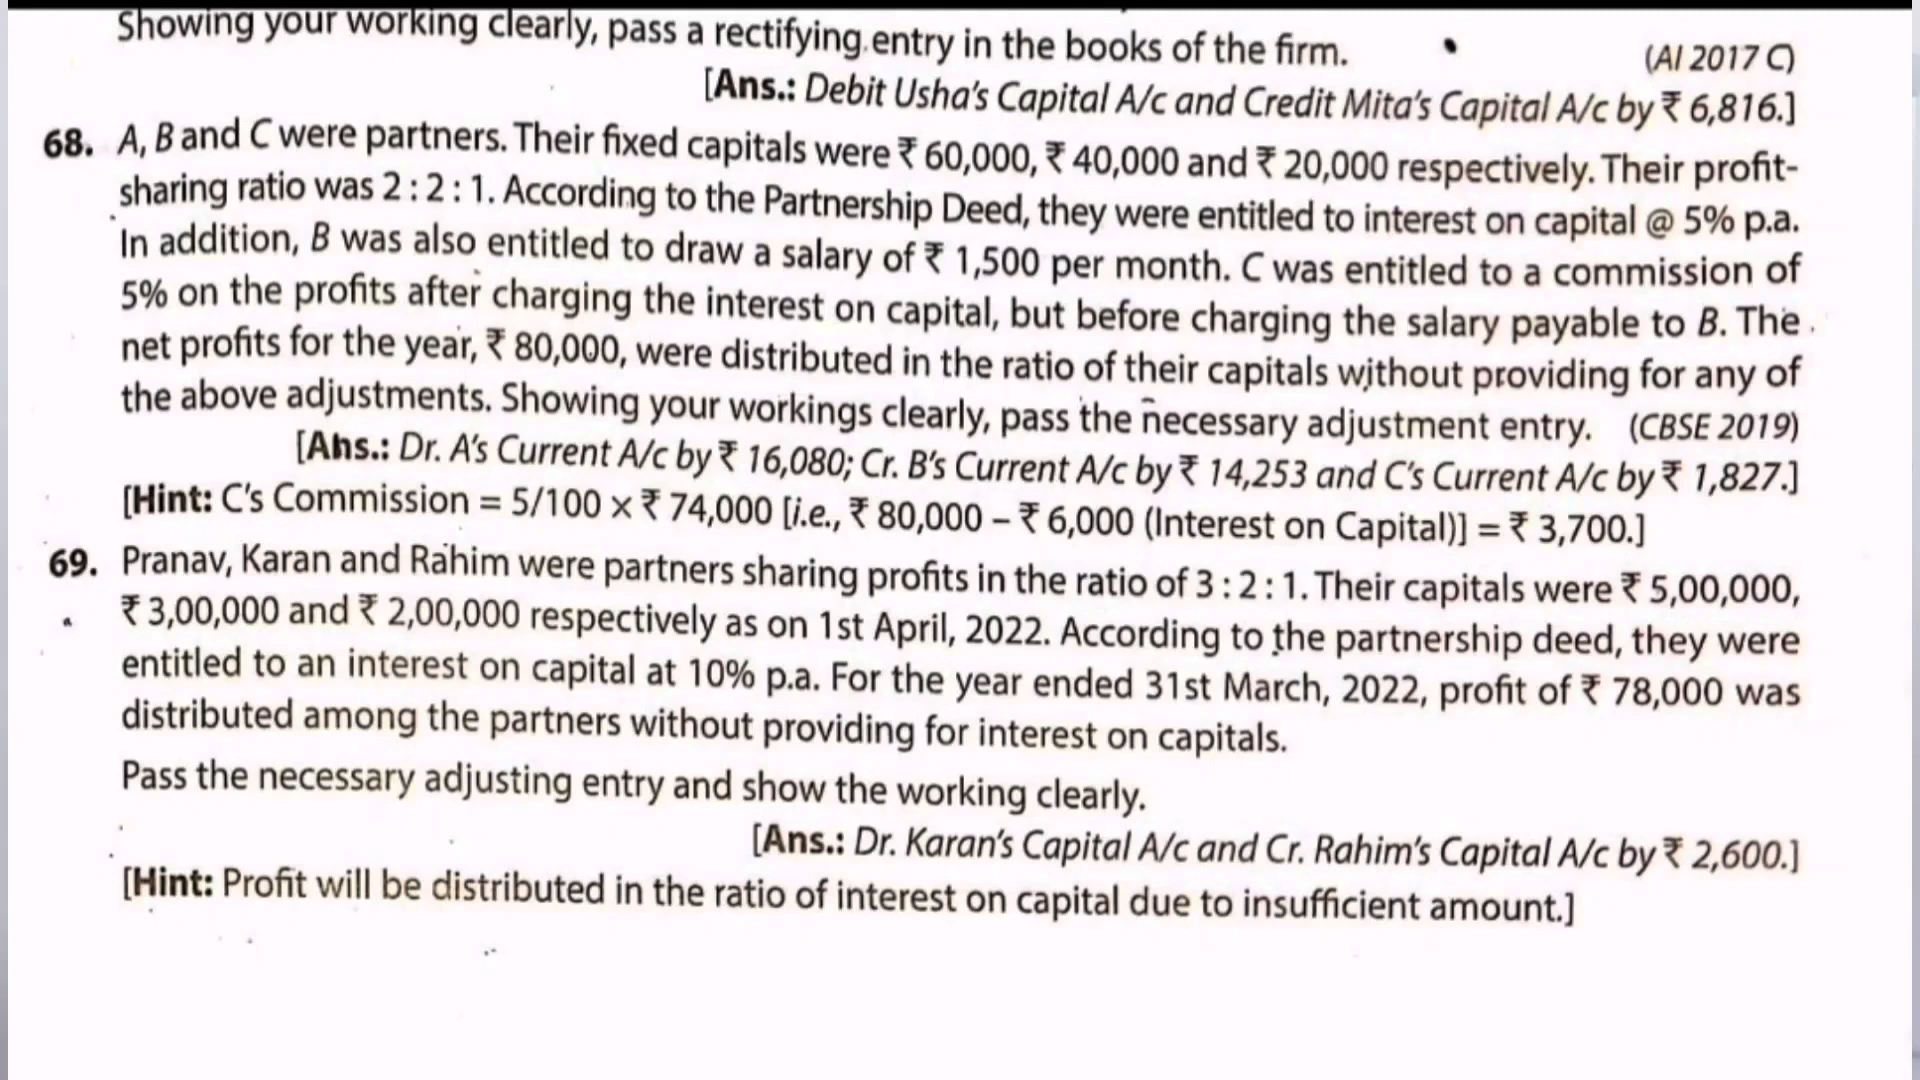 Showing your working clearly, pass a rectifying entry in the books of the firm. (AI 2017 C)
[Ans.: Debit Usha's Capital A/c and Credit Mita's Capital A/c by ₹ 6,816.]
68. A, B and C were partners. Their fixed capitals were ₹ 60,000, ₹ 40,000 and ₹ 20,000 respectively. Their profit-
sharing ratio was 2 : 2 : 1. According to the Partnership Deed, they were entitled to interest on capital @ 5% p.a.
In addition, B was also entitled to draw a salary of ₹ 1,500 per month. C was entitled to a commission of
5% on the profits after charging the interest on capital, but before charging the salary payable to B. The
net profits for the year, ₹ 80,000, were distributed in the ratio of their capitals without providing for any of
the above adjustments. Showing your workings clearly, pass the necessary adjustment entry. (CBSE 2019)
[Ans.: Dr. A's Current A/c by ₹ 16,080; Cr. B's Current A/c by ₹ 14,253 and C's Current A/c by ₹ 1,827.]
[Hint: C's Commission = 5/100 × ₹ 74,000 [i.e., ₹ 80,000 – ₹ 6,000 (Interest on Capital)] = ₹ 3,700.]
69. Pranav, Karan and Rahim were partners sharing profits in the ratio of 3 : 2 : 1. Their capitals were ₹ 5,00,000,
₹ 3,00,000 and ₹ 2,00,000 respectively as on 1st April, 2022. According to the partnership deed, they were
entitled to an interest on capital at 10% p.a. For the year ended 31st March, 2022, profit of ₹ 78,000 was
distributed among the partners without providing for interest on capitals.
Pass the necessary adjusting entry and show the working clearly.
[Ans.: Dr. Karan's Capital A/c and Cr. Rahim's Capital A/c by ₹ 2,600.]
[Hint: Profit will be distributed in the ratio of interest on capital due to insufficient amount.]